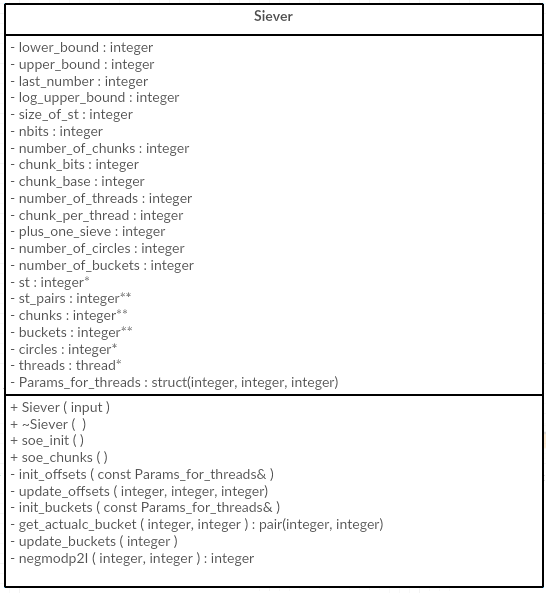 Siever
- lower_bound : integer
- upper_bound : integer
- last_number : integer
- log_upper_bound : integer
- size_of_st : integer
- nbits : integer
- number_of_chunks : integer
- chunk_bits : integer
- chunk_base : integer
- number_of_threads : integer
- chunk_per_thread : integer
- plus_one_sieve : integer
- number_of_circles : integer
- number_of_buckets : integer
- st : integer*
- st_pairs : integer**
- chunks : integer**
- buckets : integer**
- circles : integer*
- threads : thread*
- Params_for_threads : struct(integer, integer, integer)
+ Siever ( input )
+ ~Siever (  )
+ soe_init ( )
+ soe_chunks ( )
- init_offsets ( const Params_for_threads& )
- update_offsets ( integer, integer, integer)
- init_buckets ( const Params_for_threads& )
- get_actualc_bucket ( integer, integer ) : pair(integer, integer)
- update_buckets ( integer )
- negmodp2I ( integer, integer ) : integer